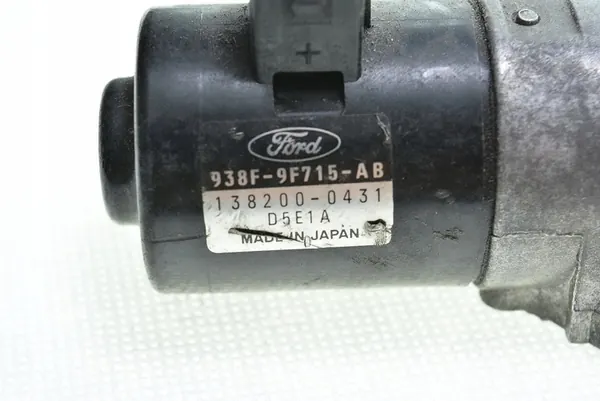 +
Ford
938F-9F715-AB
138200-0431
D5E1A
MADE IN JAPAN